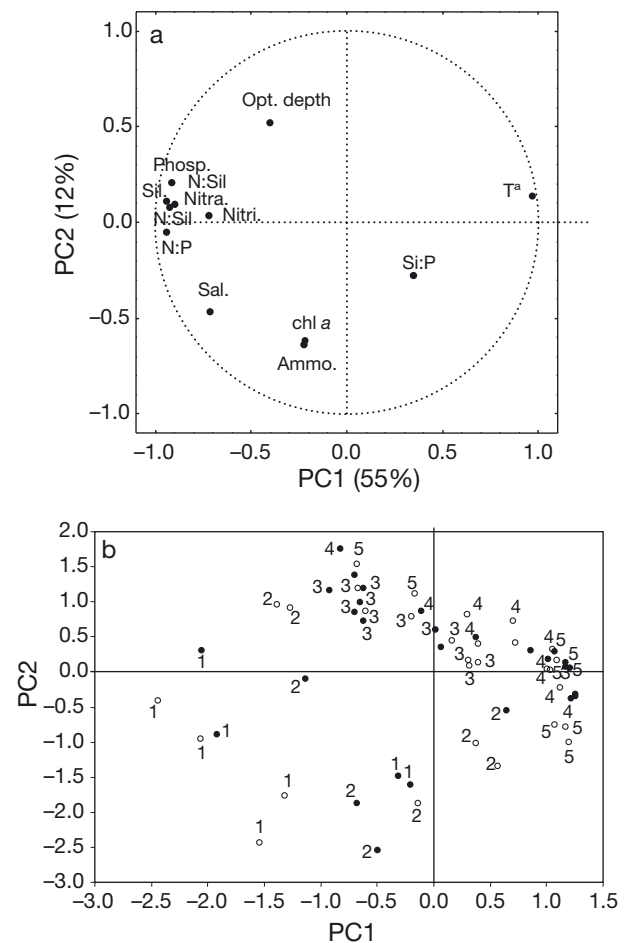 a
1.0
Opt. depth
0.5
Phosp.
N:Sil
Sil.
Nitra.
Tª
0.0
N:Sil
Nitri.
N:P
Si:P
Sal.
−0.5
chl a
Ammo.
−1.0
PC2 (12%)
−1.0 −0.5 0.0 0.5 1.0
PC1 (55%)
b
2.0
4 5
1.5
3 3 3 5
1.0
2 2 3 3 4 4 4
3 3 3 4
0.5
1 3 4 5
0.0
2 3 4 5 3 5
−0.5
1 1 2 4 4 5
−1.0
1 2 5 5
−1.5
1 1 1 2
−2.0
2 2
−2.5
1 2
−3.0
PC2
−3.0 −2.5 −2.0 −1.5 −1.0 −0.5 0.0 0.5 1.0 1.5
PC1